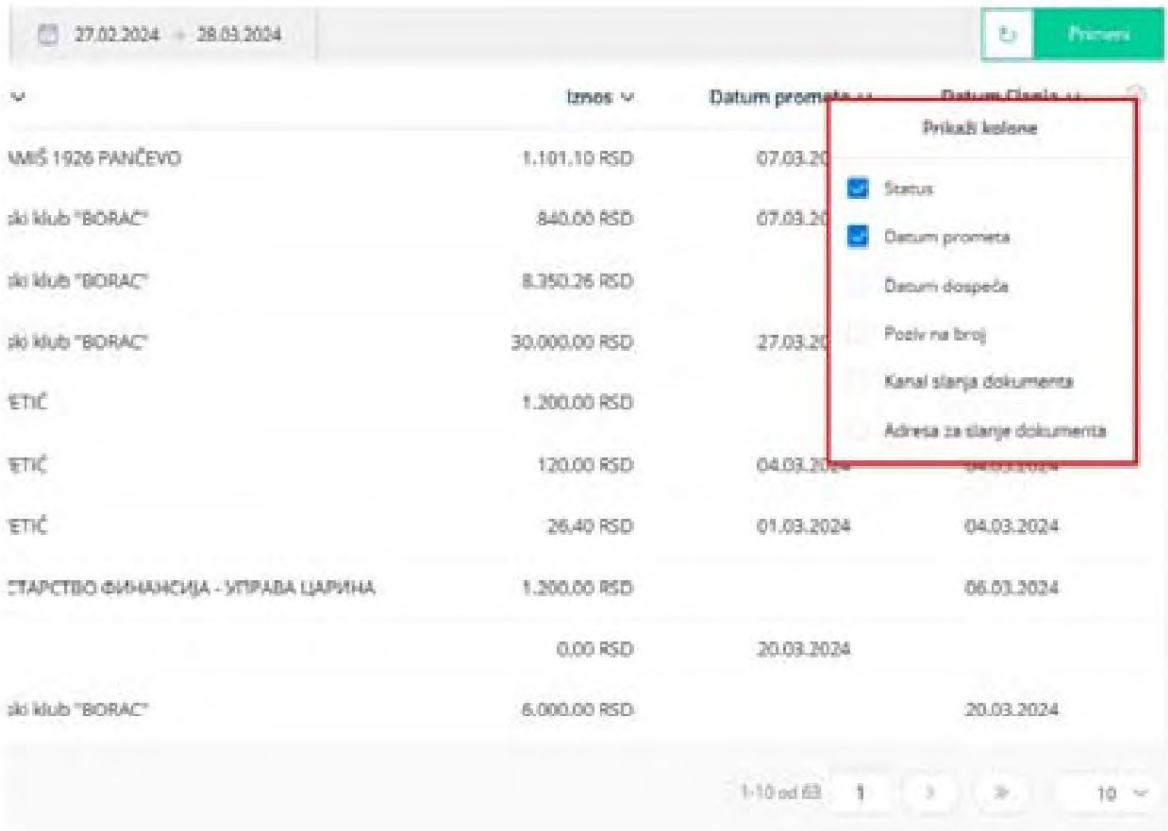 27.02.2024 → 28.03.2024
Primeni
Iznos Datum prometa Datum Slanja
Prikaži kolone
Status
Datum prometa
Datum dospeća
Poziv na broj
Kanal slanja dokumenta
Adresa za slanje dokumenta
AMIŠ 1926 PANČEVO 1.101,10 RSD 07.03.20
ski klub "BORAC" 840,00 RSD 07.03.20
ski klub "BORAC" 8.350,26 RSD
ski klub "BORAC" 30.000,00 RSD 27.03.20
ETIĆ 1.200,00 RSD
ETIĆ 120,00 RSD 04.03.2024 04.03.2024
ETIĆ 26,40 RSD 01.03.2024 04.03.2024
СТАРСТВО ФИНАНСИЈА - УПРАВА ЦАРИНА 1.200,00 RSD 06.03.2024
0,00 RSD 20.03.2024
ski klub "BORAC" 6.000,00 RSD 20.03.2024
1-10 od 63 1 > » 10